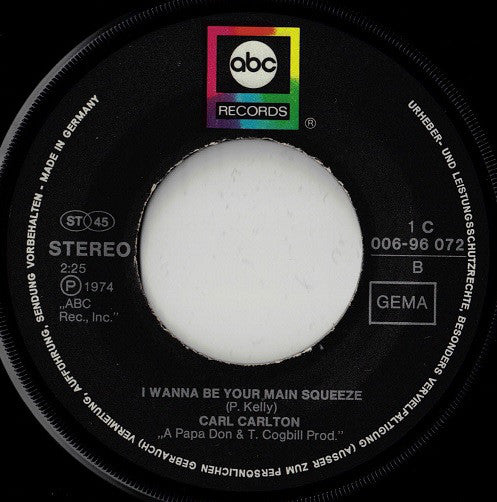 abc
RECORDS
®
ST 45
STEREO
2:25
Ⓟ 1974
„ABC
Rec., Inc."
1 C
006-96 072
B
GEMA
I WANNA BE YOUR MAIN SQUEEZE
(P. Kelly)
CARL CARLTON
„A Papa Don & T. Cogbill Prod."
URHEBER- UND LEISTUNGSSCHUTZRECHTE, BESONDERS VERVIELFÄLTIGUNG (AUSSER ZUM PERSÖNLICHEN GEBRAUCH) VERMIETUNG, AUFFÜHRUNG, SENDUNG VORBEHALTEN - MADE IN GERMANY